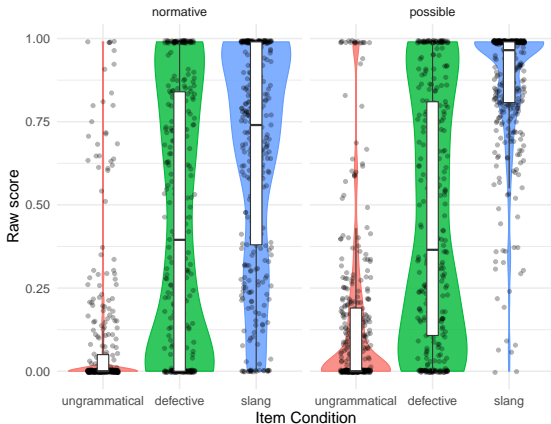 normative possible
Raw score
1.00
0.75
0.50
0.25
0.00
ungrammatical defective slang ungrammatical defective slang
Item Condition